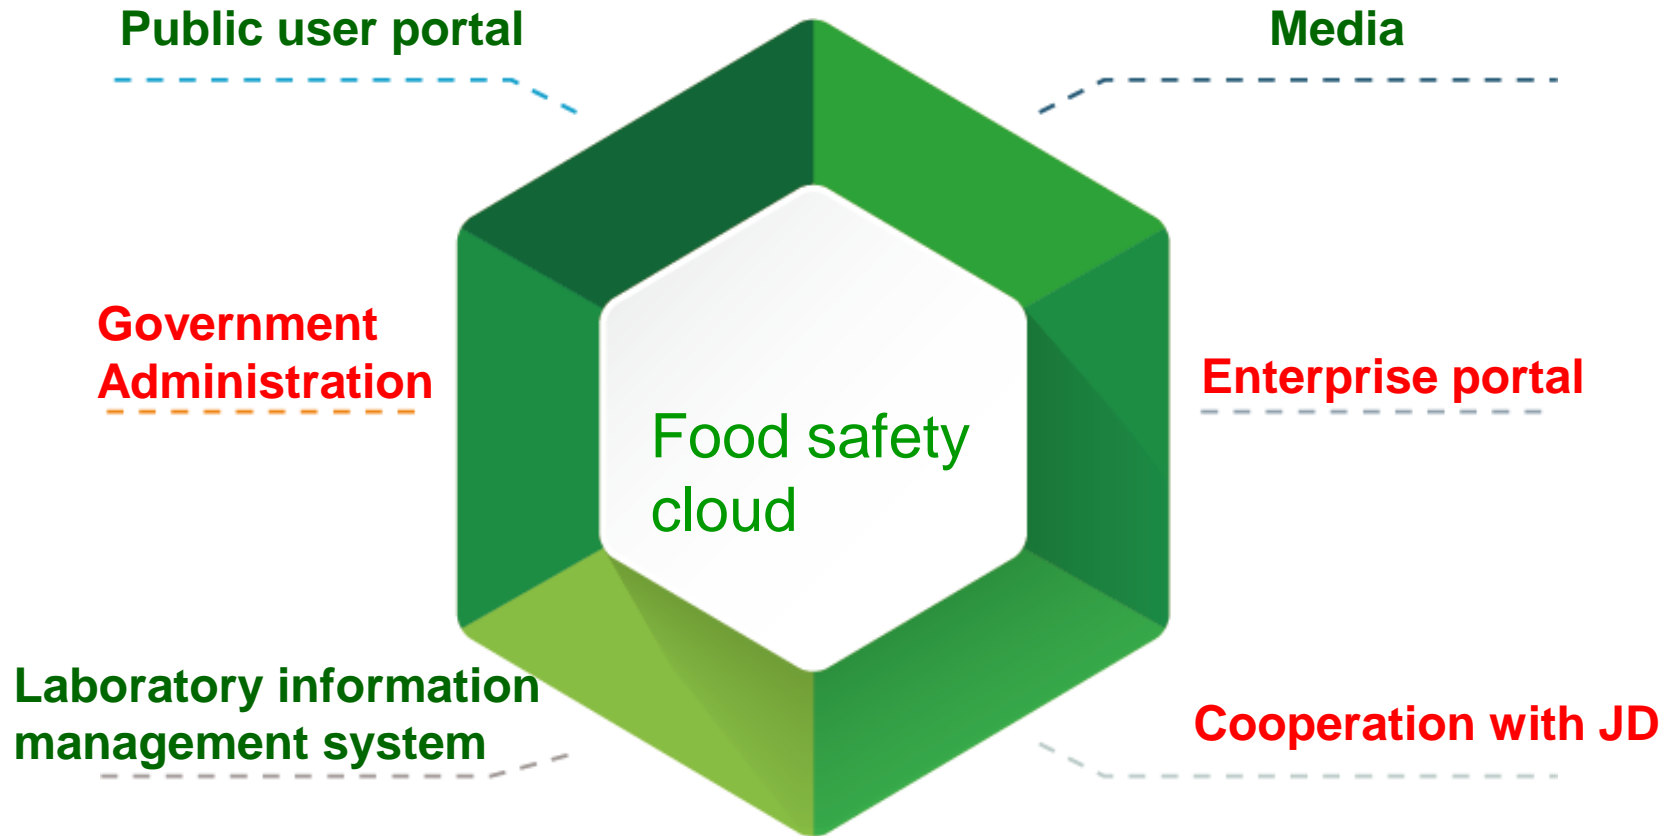 Public user portal
Media
Government
Administration
Enterprise portal
Food safety
cloud
Laboratory information
management system
Cooperation with JD